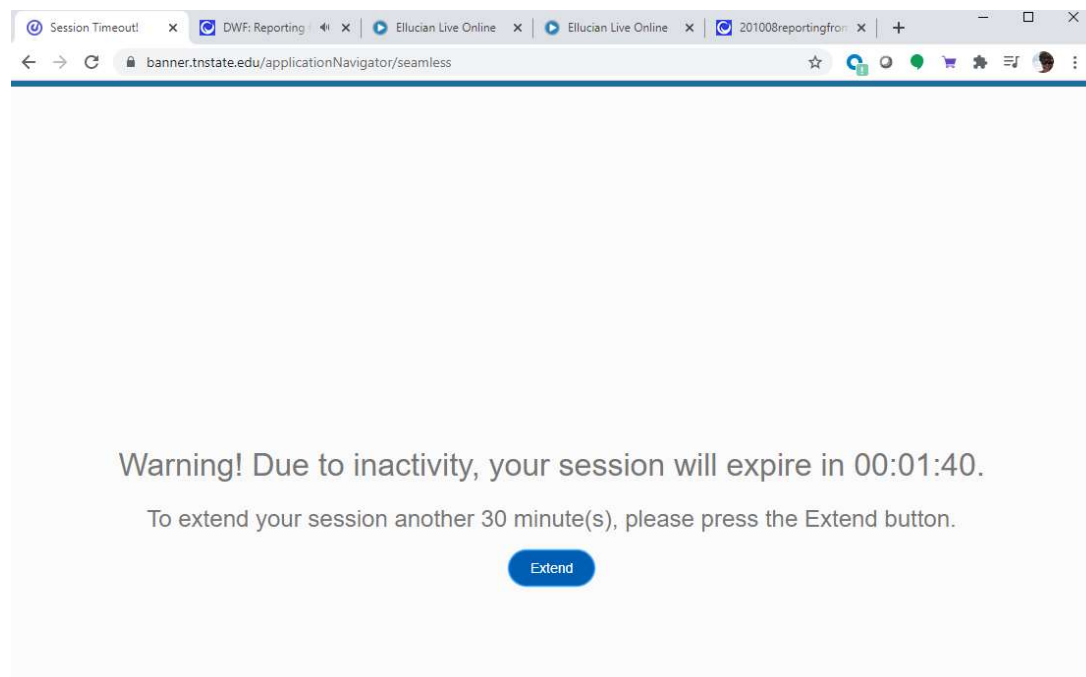 Session Timeout!
DWF: Reporting
Ellucian Live Online
Ellucian Live Online
201008reportingfron
banner.tnstate.edu/applicationNavigator/seamless
Warning! Due to inactivity, your session will expire in 00:01:40.
To extend your session another 30 minute(s), please press the Extend button.
Extend